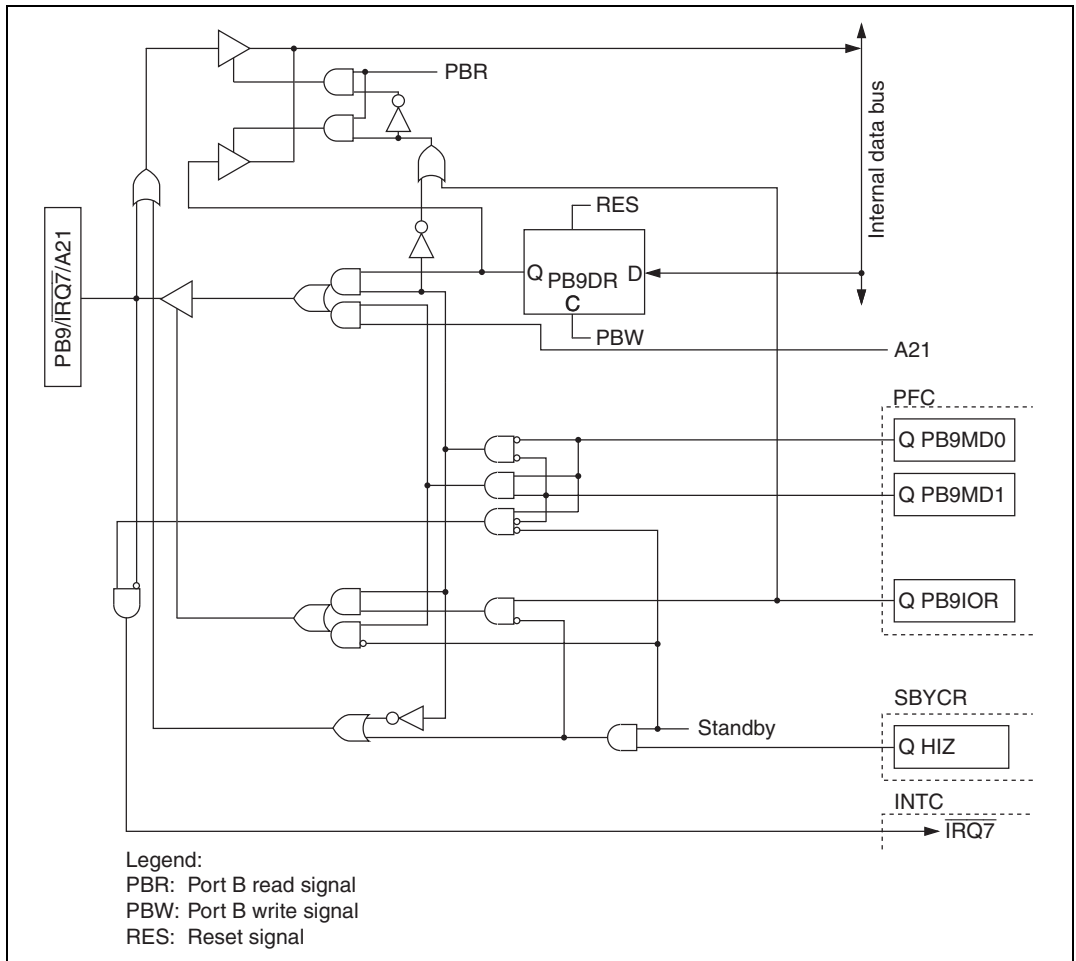 PBR
Internal data bus
RES
PB9/IRQ7/A21
Q PB9DR D
C
PBW
A21
PFC
Q PB9MD0
Q PB9MD1
Q PB9IOR
SBYCR
Standby
Q HIZ
INTC
IRQ7
Legend:
PBR: Port B read signal
PBW: Port B write signal
RES: Reset signal